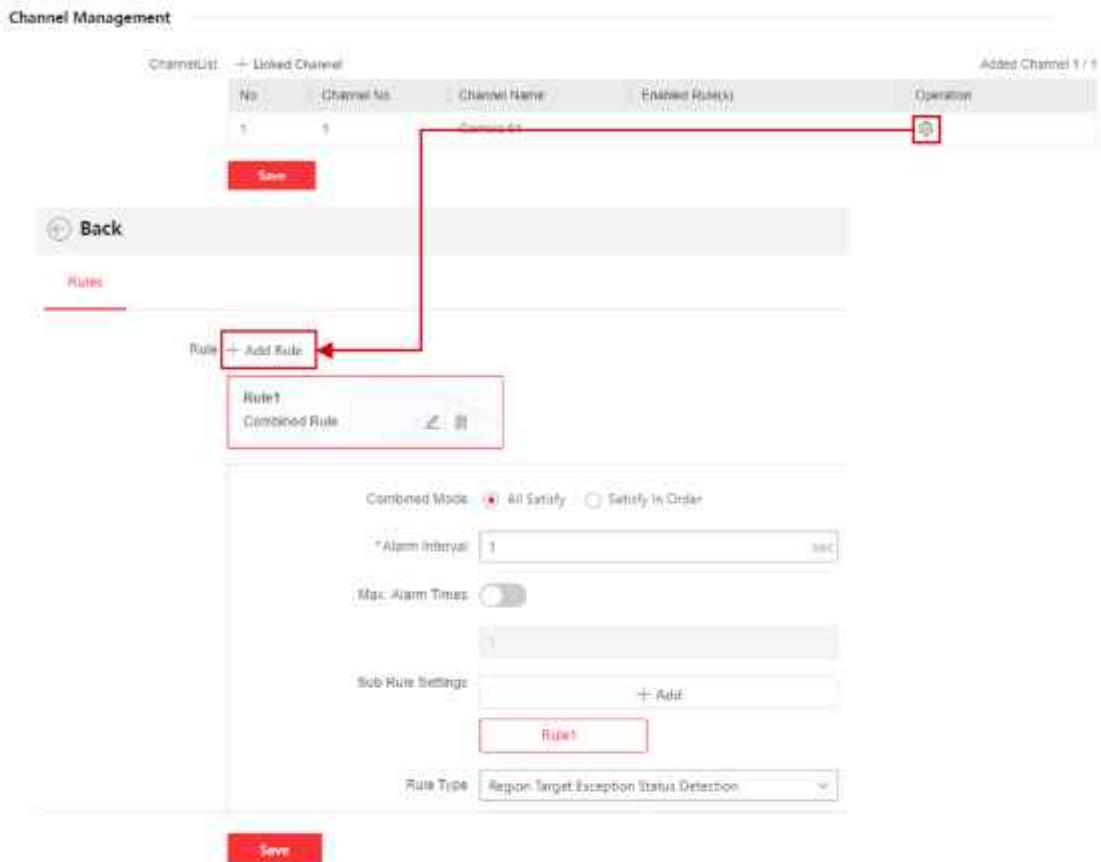 Channel Management
ChannelList + Linked Channel Added Channel 1 / 1
No. Channel No. Channel Name Enabled Rule(s) Operation
1 1 Camera 01
Save
Back
Rules
Rule + Add Rule
Rule1
Combined Rule
Combined Mode All Satisfy Satisfy in Order
*Alarm Interval 1 sec
Max. Alarm Times
1
Sub Rule Settings + Add
Rule1
Rule Type Region Target Exception Status Detection
Save